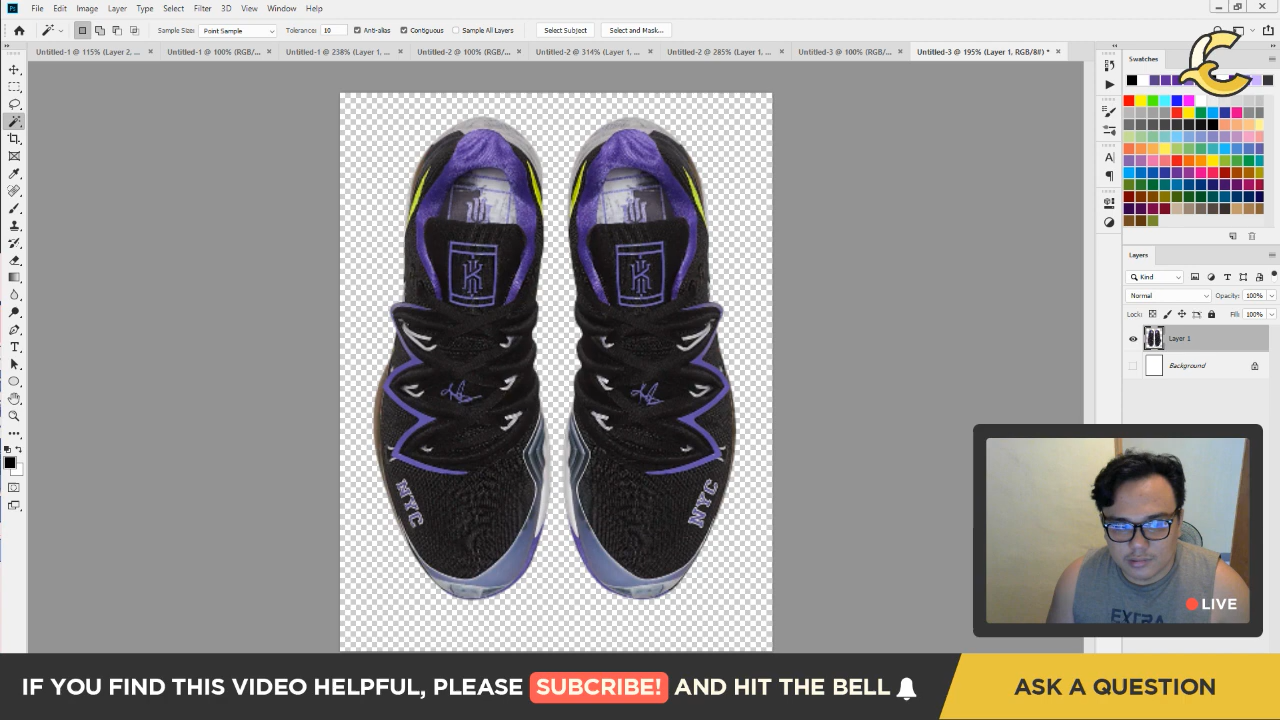 File Edit Image Layer Type Select Filter 3D View Window Help
Sample Size: Point Sample Tolerance: 10 Anti-alias Contiguous Sample All Layers Select Subject Select and Mask...
Untitled-1 @ 115% (Layer 2, ... Untitled-1 @ 100% (RGB/... Untitled-1 @ 238% (Layer 1, ... Untitled-2 @ 100% (RGB/... Untitled-2 @ 314% (Layer 1, ... Untitled-2 @ 285% (Layer 1, ... Untitled-3 @ 100% (RGB/... Untitled-3 @ 195% (Layer 1, RGB/8#) *
Swatches
Layers
Kind
Normal Opacity: 100%
Lock: Fill: 100%
Layer 1
Background
NYC
NYC
EXTRA
LIVE
IF YOU FIND THIS VIDEO HELPFUL, PLEASE SUBCRIBE! AND HIT THE BELL
ASK A QUESTION